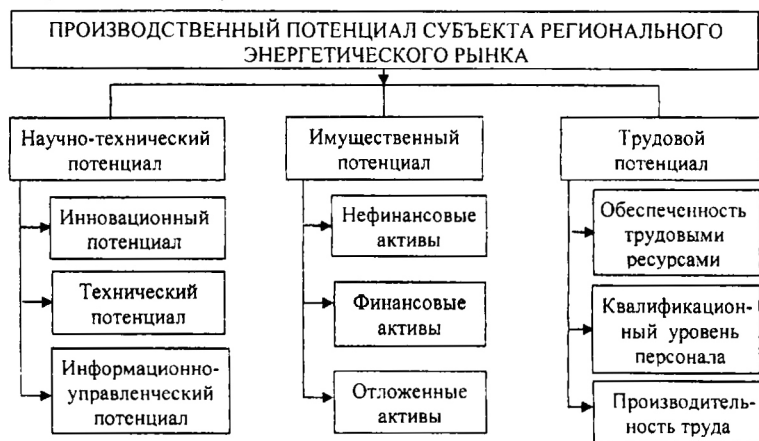 ПРОИЗВОДСТВЕННЫЙ ПОТЕНЦИАЛ СУБЪЕКТА РЕГИОНАЛЬНОГО
ЭНЕРГЕТИЧЕСКОГО РЫНКА
Научно-технический
потенциал
Инновационный
потенциал
Технический
потенциал
Информационно-
управленческий
потенциал
Имущественный
потенциал
Нефинансовые
активы
Финансовые
активы
Отложенные
активы
Трудовой
потенциал
Обеспеченность
трудовыми
ресурсами
Квалификацион-
ный уровень
персонала
Производитель-
ность труда